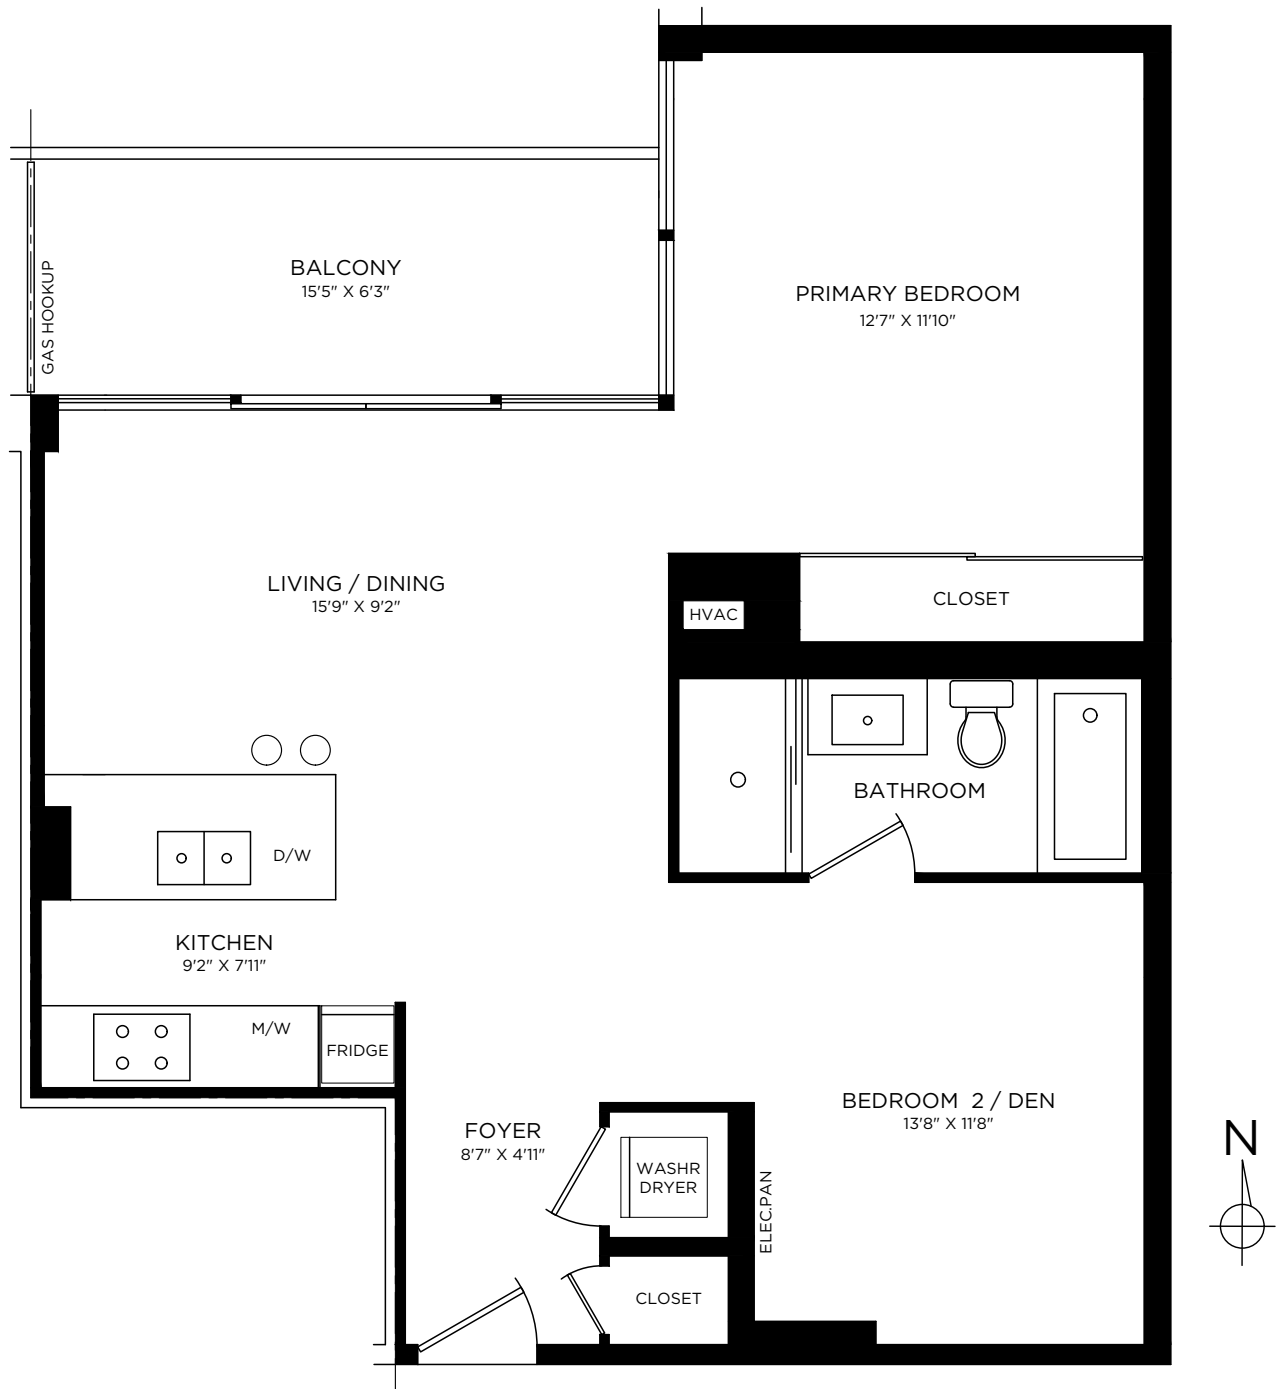 BALCONY
15'5" X 6'3"
GAS HOOKUP
PRIMARY BEDROOM
12'7" X 11'10"
LIVING / DINING
15'9" X 9'2"
HVAC
CLOSET
BATHROOM
D/W
KITCHEN
9'2" X 7'11"
M/W
FRIDGE
BEDROOM 2 / DEN
13'8" X 11'8"
FOYER
8'7" X 4'11"
WASHR
DRYER
ELEC.PAN
CLOSET
N